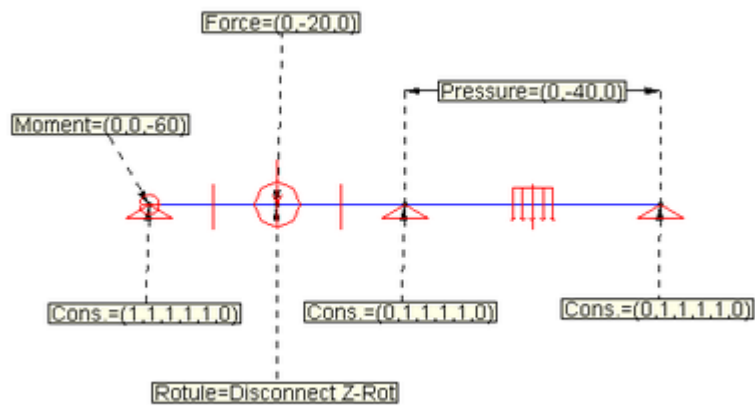 Force=(0,-20,0)
Pressure=(0,-40,0)
Moment=(0,0,-60)
Cons.=(1,1,1,1,1,0)
Cons.=(0,1,1,1,1,0)
Cons.=(0,1,1,1,1,0)
Rotule=Disconnect Z-Rot